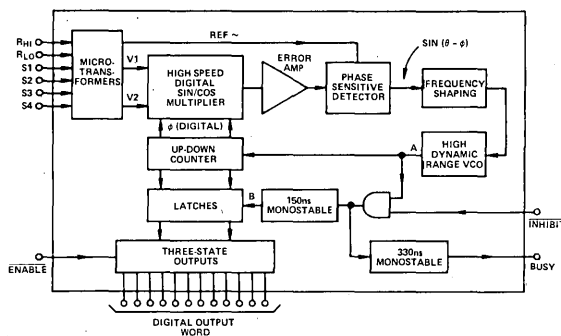 R HI
R LO
S1
S2
S3
S4
MICRO-
TRANS-
FORMERS
V1
V2
REF ~
HIGH SPEED
DIGITAL
SIN/COS
MULTIPLIER
ERROR
AMP
PHASE
SENSITIVE
DETECTOR
SIN (θ - ϕ)
FREQUENCY
SHAPING
ϕ (DIGITAL)
UP-DOWN
COUNTER
A
HIGH
DYNAMIC
RANGE VCO
LATCHES
B
150ns
MONOSTABLE
INHIBIT
ENABLE
THREE-STATE
OUTPUTS
330ns
MONOSTABLE
BUSY
DIGITAL OUTPUT
WORD